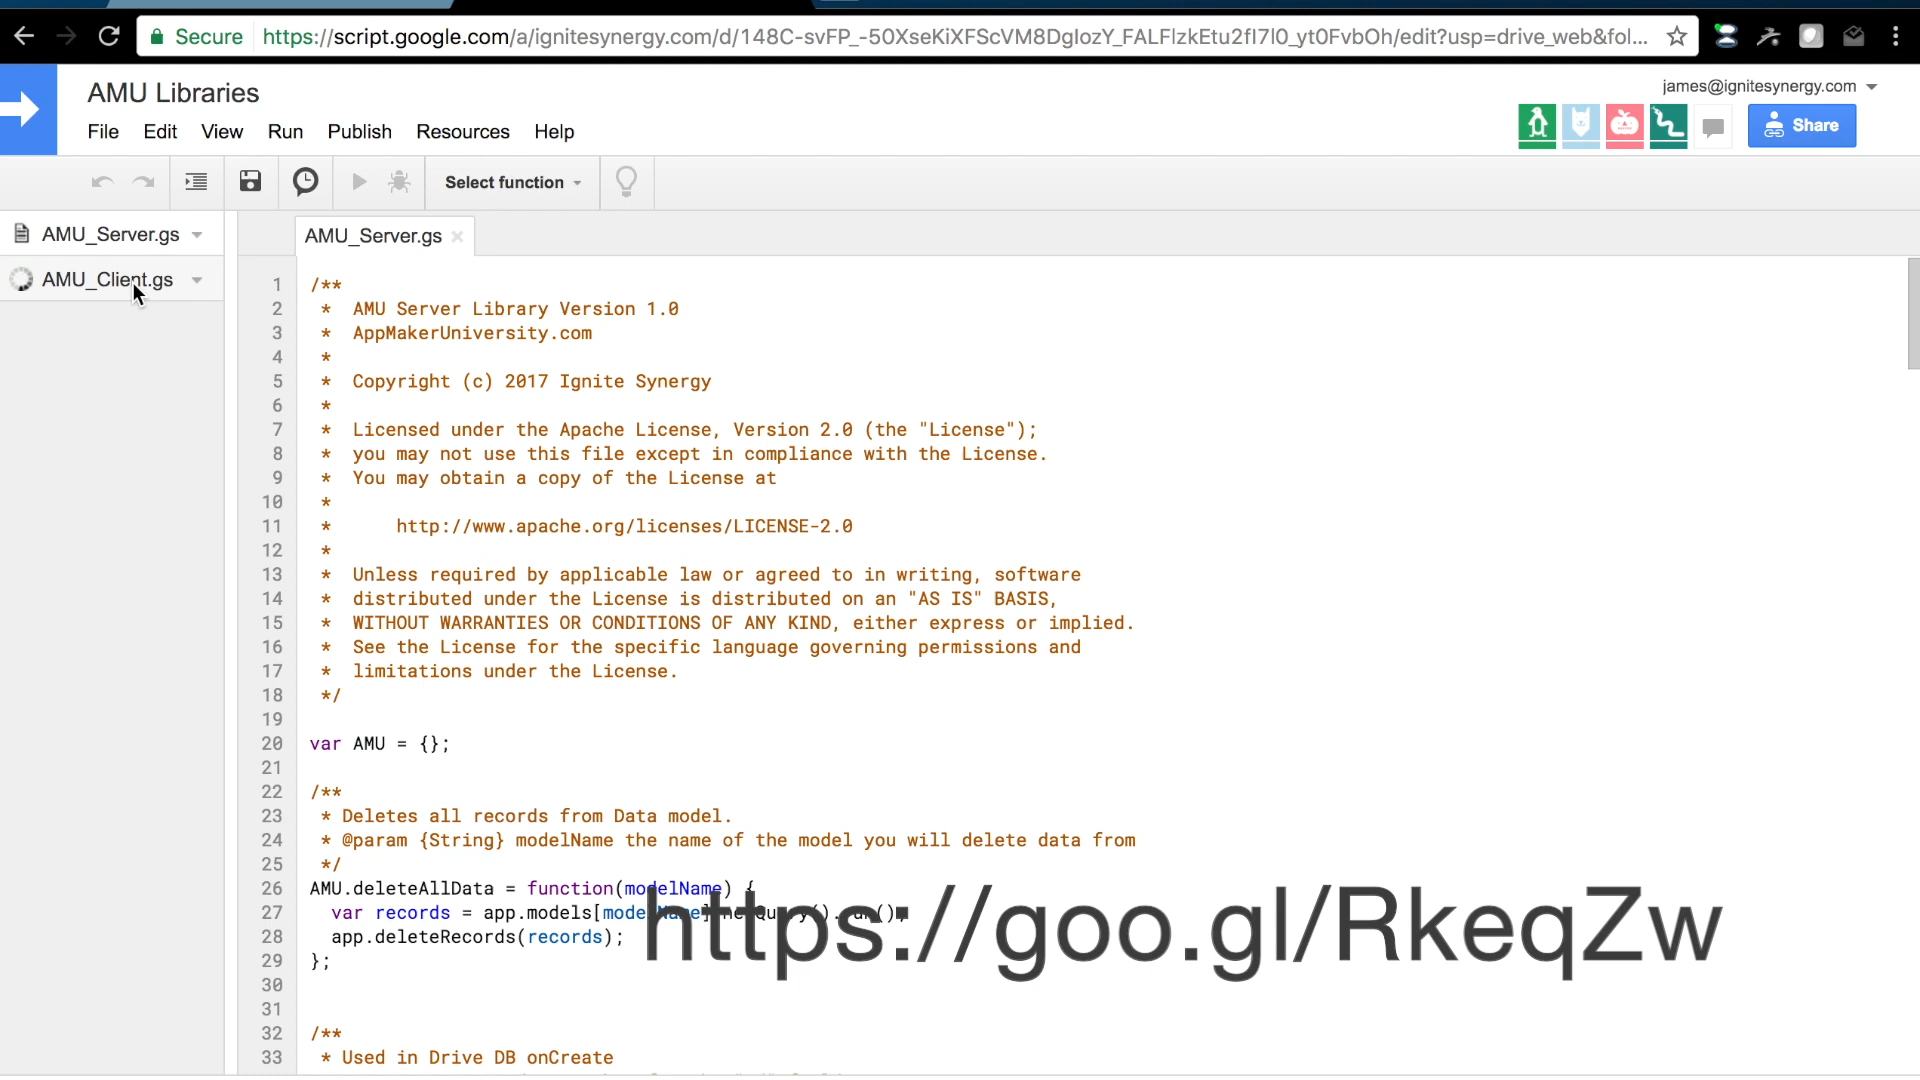 Secure https://script.google.com/a/ignitesynergy.com/d/148C-svFP_-50XseKiXFScVM8DgIozY_FALFIzkEtu2fI7I0_yt0FvbOh/edit?usp=drive_web&fol...
AMU Libraries
james@ignitesynergy.com
File Edit View Run Publish Resources Help
Share
Select function
AMU_Server.gs
AMU_Server.gs
AMU_Client.gs
1 /**
2 * AMU Server Library Version 1.0
3 * AppMakerUniversity.com
4 *
5 * Copyright (c) 2017 Ignite Synergy
6 *
7 * Licensed under the Apache License, Version 2.0 (the "License");
8 * you may not use this file except in compliance with the License.
9 * You may obtain a copy of the License at
10 *
11 * http://www.apache.org/licenses/LICENSE-2.0
12 *
13 * Unless required by applicable law or agreed to in writing, software
14 * distributed under the License is distributed on an "AS IS" BASIS,
15 * WITHOUT WARRANTIES OR CONDITIONS OF ANY KIND, either express or implied.
16 * See the License for the specific language governing permissions and
17 * limitations under the License.
18 */
19
20 var AMU = {};
21
22 /**
23 * Deletes all records from Data model.
24 * @param {String} modelName the name of the model you will delete data from
25 */
26 AMU.deleteAllData = function(modelName) {
27 var records = app.models[modelName].newQuery().run();
28 app.deleteRecords(records);
https://goo.gl/RkeqZw
29 };
30
31
32 /**
33 * Used in Drive DB onCreate